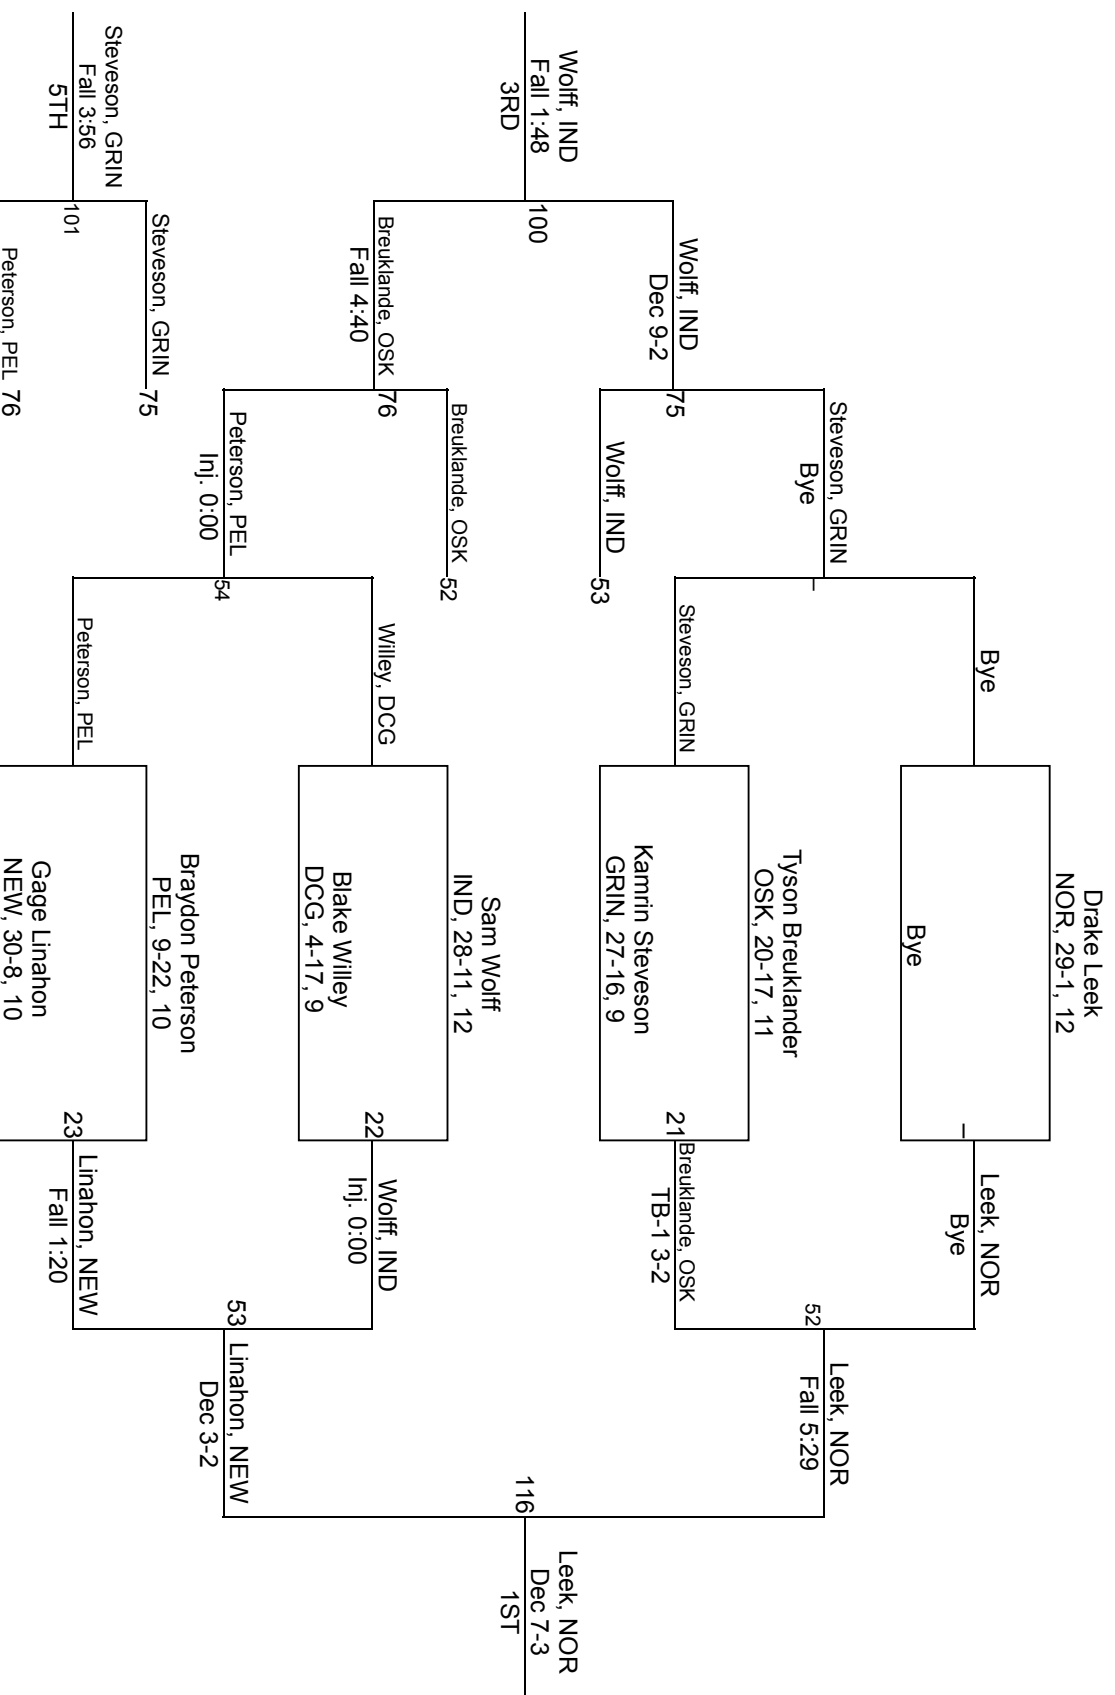 Drake Leek
NOR, 29-1, 12
Bye
Bye
–
Leek, NOR
Bye
Tyson Breuklander
OSK, 20-17, 11
Steveson, GRIN
Bye
–
Kamrin Steveson
GRIN, 27-16, 9
Steveson, GRIN
21
Breuklande, OSK
TB-1 3-2
52
Leek, NOR
Fall 5:29
Wolff, IND
Dec 9-2
75
Wolff, IND
53
Wolff, IND
Fall 1:48
3RD
100
Sam Wolff
IND, 28-11, 12
Blake Willey
DCG, 4-17, 9
Willey, DCG
22
Wolff, IND
Inj. 0:00
116
Leek, NOR
Dec 7-3
1ST
Breuklande, OSK
52
Breuklande, OSK
Fall 4:40
76
Peterson, PEL
Inj. 0:00
54
53
Linahon, NEW
Dec 3-2
Braydon Peterson
PEL, 9-22, 10
Gage Linahon
NEW, 30-8, 10
Peterson, PEL
23
Linahon, NEW
Fall 1:20
Steveson, GRIN
75
Steveson, GRIN
Fall 3:56
5TH
101
Peterson, PEL
76